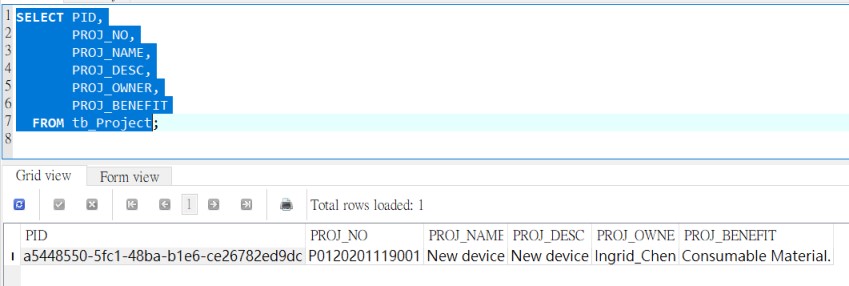 1 SELECT PID,
2 PROJ_NO,
3 PROJ_NAME,
4 PROJ_DESC,
5 PROJ_OWNER,
6 PROJ_BENEFIT
7 FROM tb_Project;
8
Grid view Form view
1 Total rows loaded: 1
PID PROJ_NO PROJ_NAME PROJ_DESC PROJ_OWNE PROJ_BENEFIT
1 a5448550-5fc1-48ba-b1e6-ce26782ed9dc P0120201119001 New device New device Ingrid_Chen Consumable Material.